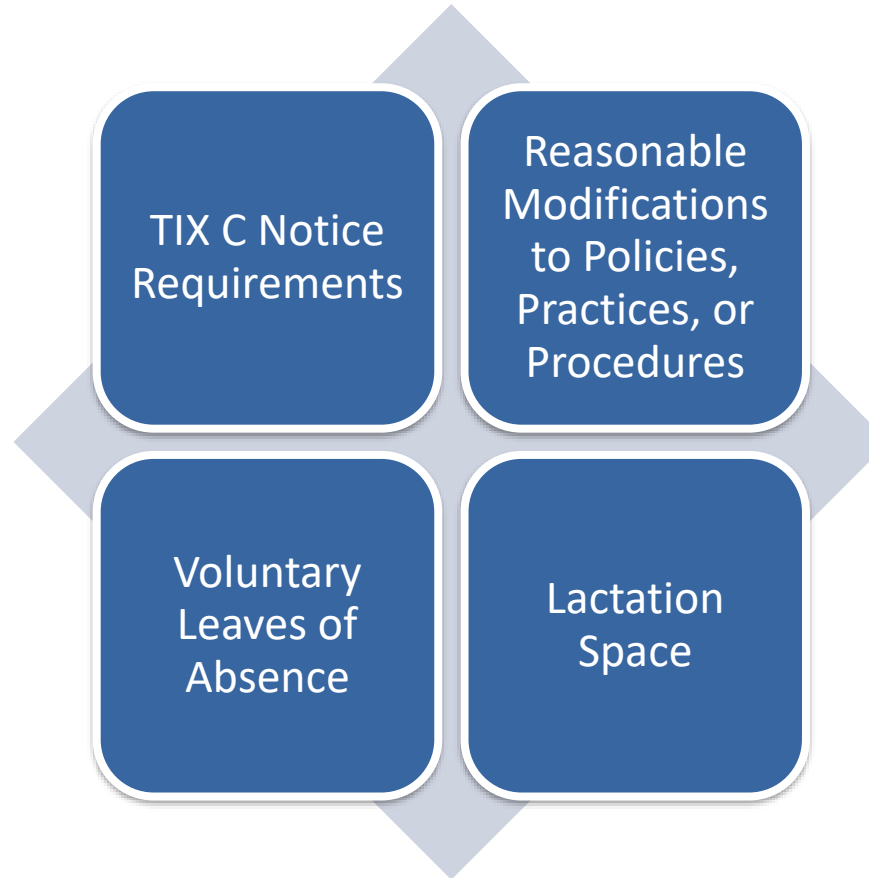 TIX C Notice
Requirements
Reasonable
Modifications
to Policies,
Practices, or
Procedures
Voluntary
Leaves of
Absence
Lactation
Space